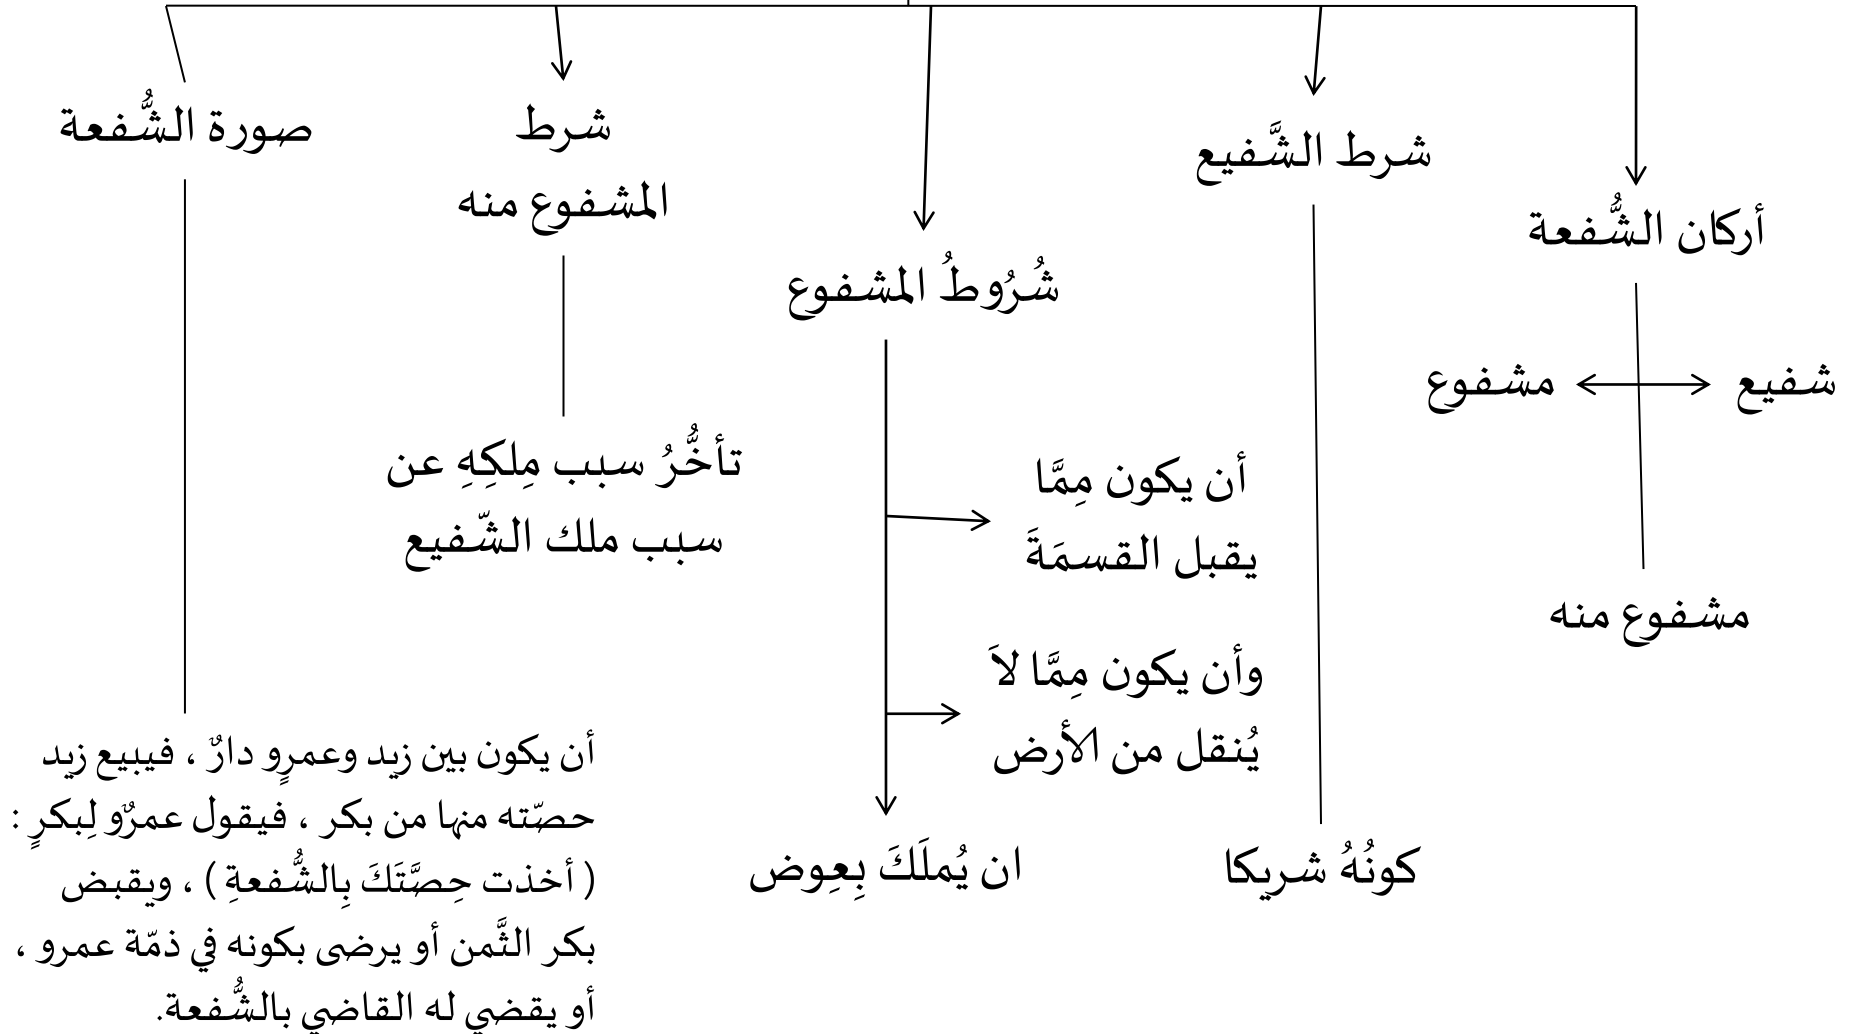 أركان الشُّفعة
شفيع
مشفوع
مشفوع منه
شرط الشَّفيع
كونُهُ شريكا
شُرُوطُ المشفوع
أن يكون مِمَّا
يقبل القسمَةَ
وأن يكون مِمَّا لاَ
يُنقل من الأرض
ان يُملَكَ بِعِوض
شرط
المشفوع منه
تأخُّرُ سبب مِلكِهِ عن
سبب ملك الشّفيع
صورة الشُّفعة
أن يكون بين زيد وعمرٍو دارٌ ، فيبيع زيد
حصّته منها من بكر ، فيقول عمرٌو لِبكرٍ :
( أخذت حِصَّتَكَ بِالشُّفعةِ ) ، ويقبض
بكر الثَّمن أو يرضى بكونه في ذمّة عمرو ،
أو يقضي له القاضي بالشُّفعة.